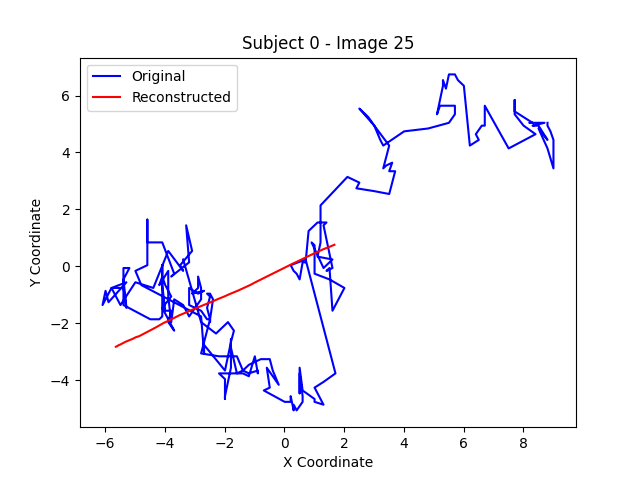 Subject 0 - Image 25
Original
Reconstructed
Y Coordinate
6
4
2
0
−2
−4
−6 −4 −2 0 2 4 6 8
X Coordinate